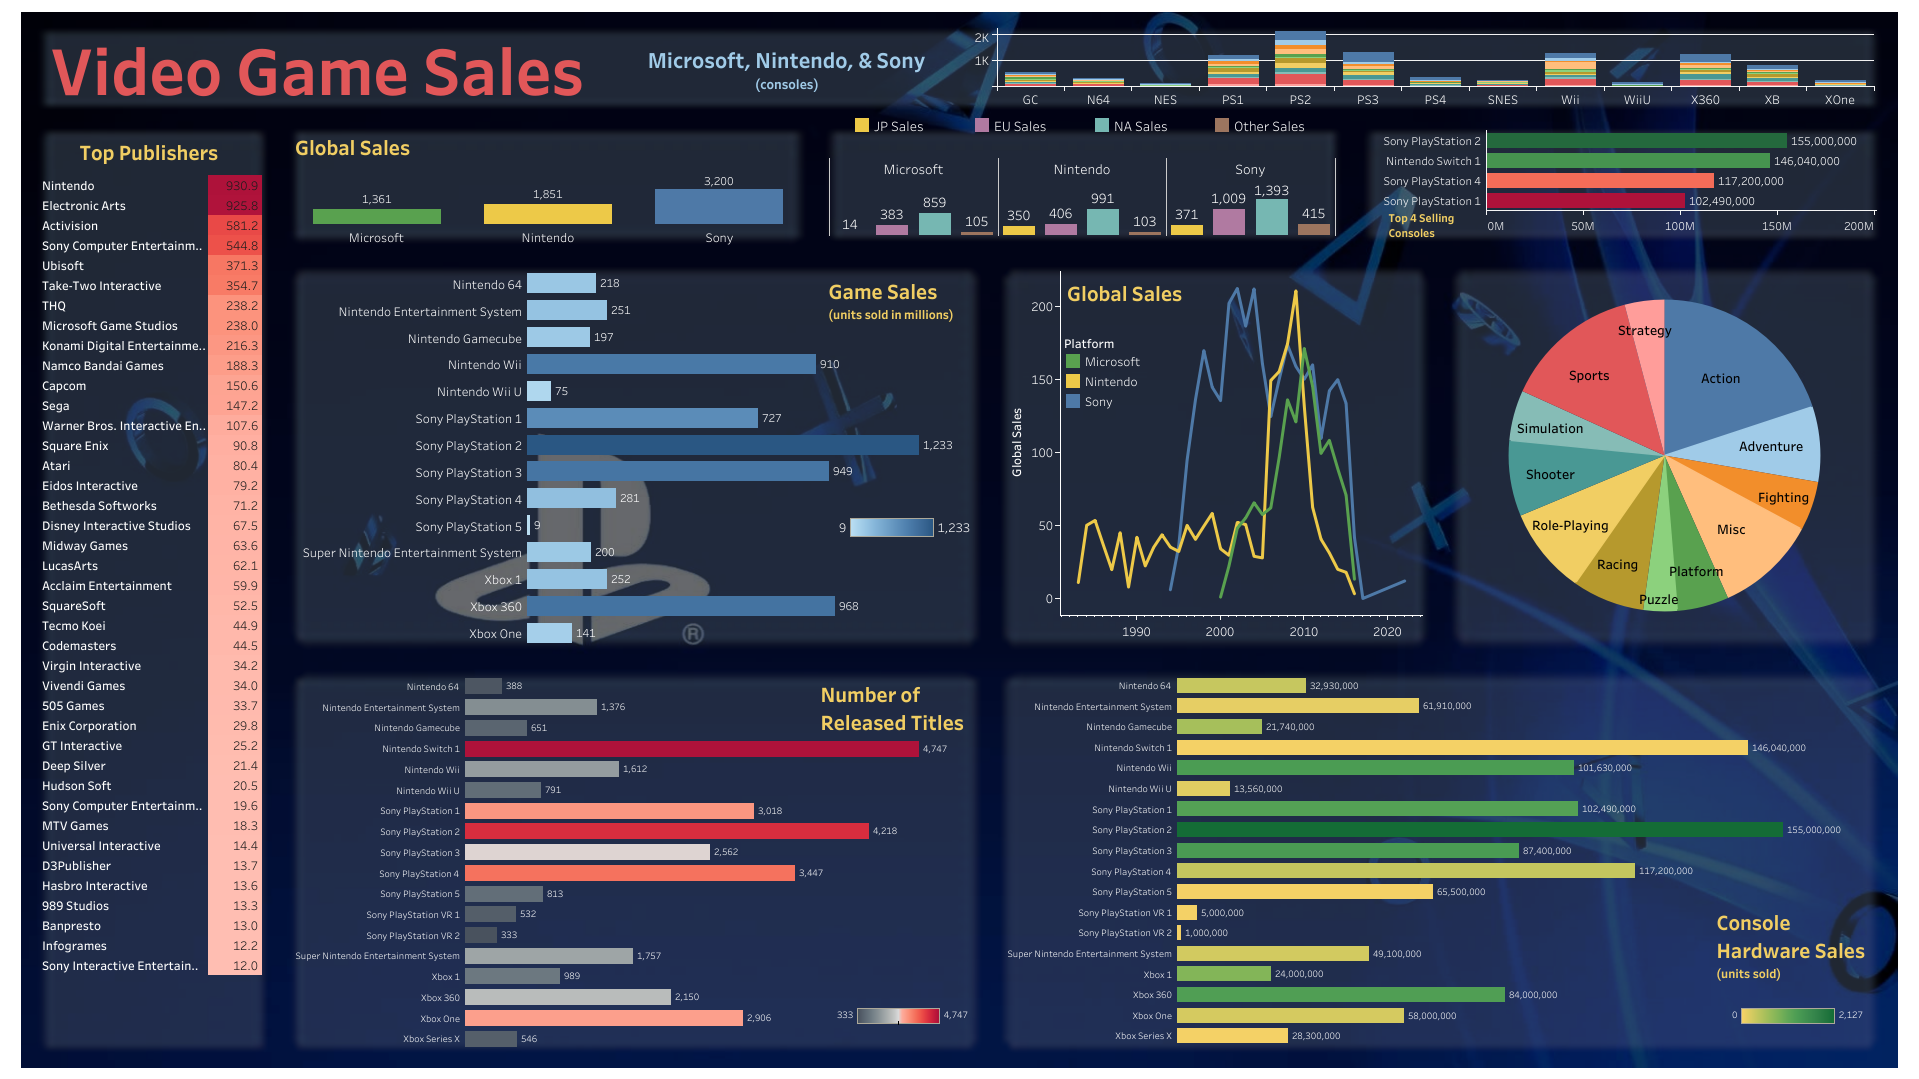 Video Game Sales
Microsoft, Nintendo, & Sony
(consoles)
2K
1K
GC N64 NES PS1 PS2 PS3 PS4 SNES Wii WiiU X360 XB XOne
Top Publishers
Nintendo 930.9
Electronic Arts 925.8
Activision 581.2
Sony Computer Entertainm.. 544.8
Ubisoft 371.3
Take-Two Interactive 354.7
THQ 238.2
Microsoft Game Studios 238.0
Konami Digital Entertainme.. 216.3
Namco Bandai Games 188.3
Capcom 150.6
Sega 147.2
Warner Bros. Interactive En.. 107.6
Square Enix 90.8
Atari 80.4
Eidos Interactive 79.2
Bethesda Softworks 71.2
Disney Interactive Studios 67.5
Midway Games 63.6
LucasArts 62.1
Acclaim Entertainment 59.9
SquareSoft 52.5
Tecmo Koei 44.9
Codemasters 44.5
Virgin Interactive 34.2
Vivendi Games 34.0
505 Games 33.7
Enix Corporation 29.8
GT Interactive 25.2
Deep Silver 21.4
Hudson Soft 20.5
Sony Computer Entertainm.. 19.6
MTV Games 18.3
Universal Interactive 14.4
D3Publisher 13.7
Hasbro Interactive 13.6
989 Studios 13.3
Banpresto 13.0
Infogrames 12.2
Sony Interactive Entertain.. 12.0
Global Sales
1,361 1,851 3,200
Microsoft Nintendo Sony
JP Sales EU Sales NA Sales Other Sales
Microsoft Nintendo Sony
14 383 859 105 350 406 991 103 371 1,009 1,393 415
Sony PlayStation 2 155,000,000
Nintendo Switch 1 146,040,000
Sony PlayStation 4 117,200,000
Sony PlayStation 1 102,490,000
Top 4 Selling
Consoles
0M 50M 100M 150M 200M
Game Sales
(units sold in millions)
Nintendo 64 218
Nintendo Entertainment System 251
Nintendo Gamecube 197
Nintendo Wii 910
Nintendo Wii U 75
Sony PlayStation 1 727
Sony PlayStation 2 1,233
Sony PlayStation 3 949
Sony PlayStation 4 281
Sony PlayStation 5 9
Super Nintendo Entertainment System 200
Xbox 1 252
Xbox 360 968
Xbox One 141
9 1,233
®
Global Sales
Platform
Microsoft
Nintendo
Sony
Global Sales
200
150
100
50
0
1990 2000 2010 2020
Strategy
Action
Sports
Adventure
Simulation
Shooter
Fighting
Role-Playing
Misc
Racing
Platform
Puzzle
Number of
Released Titles
Nintendo 64 388
Nintendo Entertainment System 1,376
Nintendo Gamecube 651
Nintendo Switch 1 4,747
Nintendo Wii 1,612
Nintendo Wii U 791
Sony PlayStation 1 3,018
Sony PlayStation 2 4,218
Sony PlayStation 3 2,562
Sony PlayStation 4 3,447
Sony PlayStation 5 813
Sony PlayStation VR 1 532
Sony PlayStation VR 2 333
Super Nintendo Entertainment System 1,757
Xbox 1 989
Xbox 360 2,150
Xbox One 2,906
Xbox Series X 546
333 4,747
Nintendo 64 32,930,000
Nintendo Entertainment System 61,910,000
Nintendo Gamecube 21,740,000
Nintendo Switch 1 146,040,000
Nintendo Wii 101,630,000
Nintendo Wii U 13,560,000
Sony PlayStation 1 102,490,000
Sony PlayStation 2 155,000,000
Sony PlayStation 3 87,400,000
Sony PlayStation 4 117,200,000
Sony PlayStation 5 65,500,000
Sony PlayStation VR 1 5,000,000
Sony PlayStation VR 2 1,000,000
Super Nintendo Entertainment System 49,100,000
Xbox 1 24,000,000
Xbox 360 84,000,000
Xbox One 58,000,000
Xbox Series X 28,300,000
Console
Hardware Sales
(units sold)
0 2,127